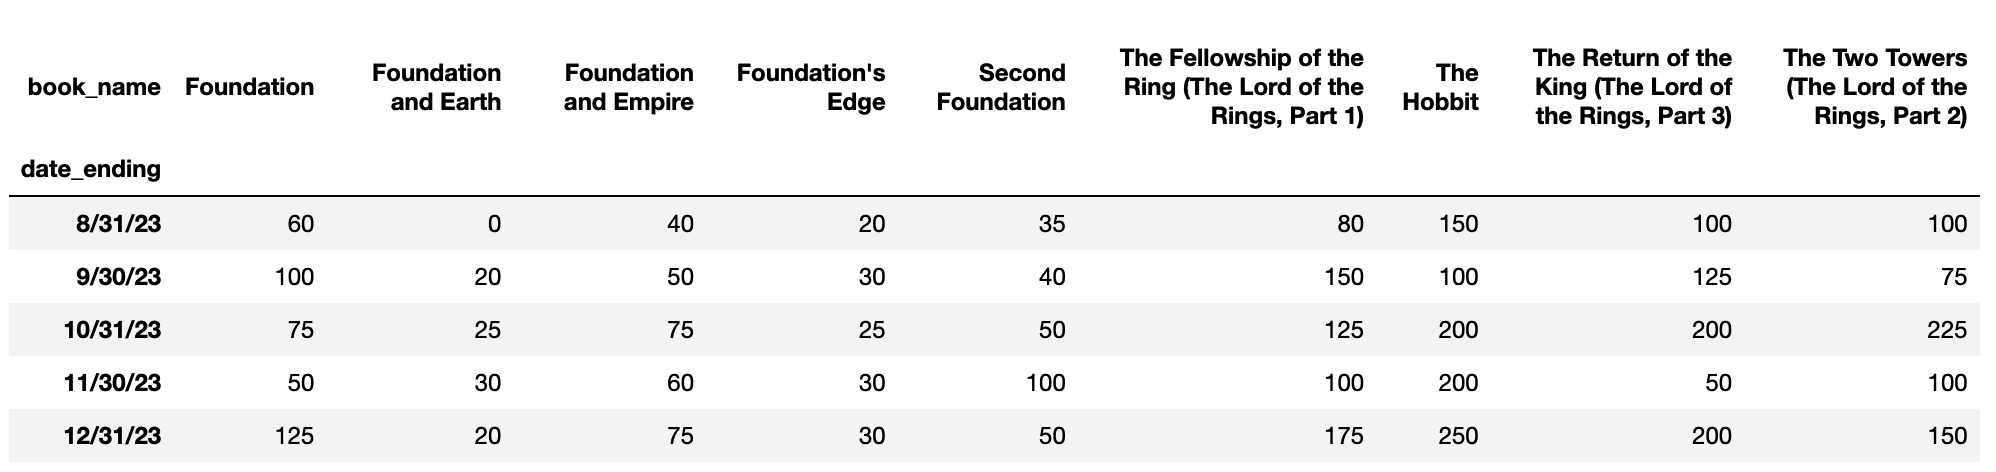 book_name Foundation Foundation and Earth Foundation and Empire Foundation's Edge Second Foundation The Fellowship of the Ring (The Lord of the Rings, Part 1) The Hobbit The Return of the King (The Lord of the Rings, Part 3) The Two Towers (The Lord of the Rings, Part 2)
date_ending
8/31/23 60 0 40 20 35 80 150 100 100
9/30/23 100 20 50 30 40 150 100 125 75
10/31/23 75 25 75 25 50 125 200 200 225
11/30/23 50 30 60 30 100 100 200 50 100
12/31/23 125 20 75 30 50 175 250 200 150